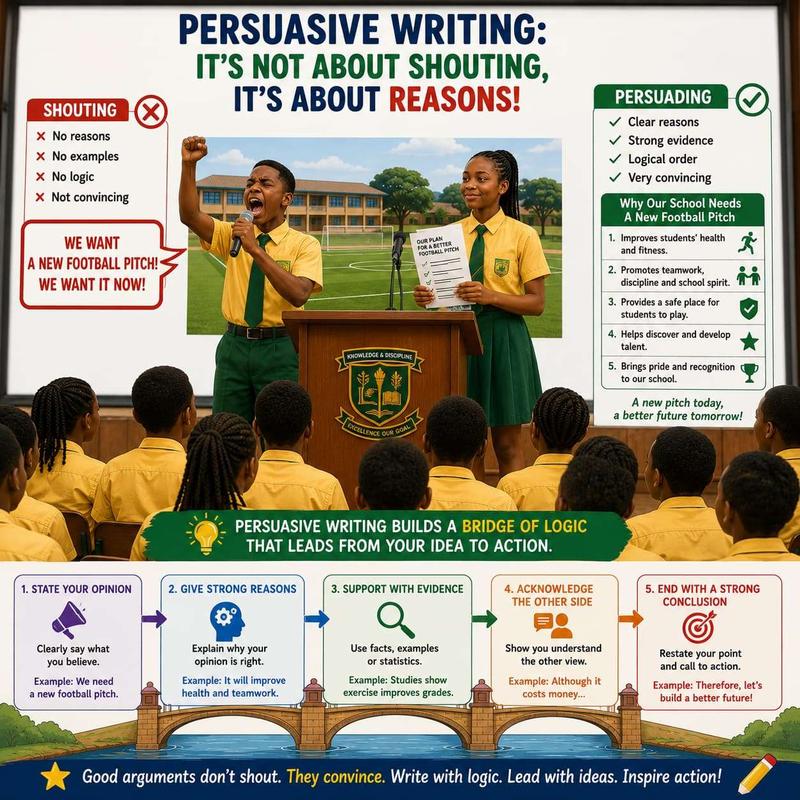 PERSUASIVE WRITING:
IT'S NOT ABOUT SHOUTING,
IT'S ABOUT REASONS!
SHOUTING
No reasons
No examples
No logic
Not convincing
WE WANT
A NEW FOOTBALL PITCH!
WE WANT IT NOW!
OUR PLAN
FOR A BETTER
FOOTBALL PITCH
KNOWLEDGE & DISCIPLINE
EXCELLENCE OUR GOAL
PERSUADING
Clear reasons
Strong evidence
Logical order
Very convincing
Why Our School Needs
A New Football Pitch
1. Improves students' health
and fitness.
2. Promotes teamwork,
discipline and school spirit.
3. Provides a safe place for
students to play.
4. Helps discover and develop
talent.
5. Brings pride and recognition
to our school.
A new pitch today,
a better future tomorrow!
PERSUASIVE WRITING BUILDS A BRIDGE OF LOGIC
THAT LEADS FROM YOUR IDEA TO ACTION.
1. STATE YOUR OPINION
Clearly say what
you believe.
Example: We need
a new football pitch.
2. GIVE STRONG REASONS
Explain why your
opinion is right.
Example: It will improve
health and teamwork.
3. SUPPORT WITH EVIDENCE
Use facts, examples
or statistics.
Example: Studies show
exercise improves grades.
4. ACKNOWLEDGE
THE OTHER SIDE
Show you understand
the other view.
Example: Although it
costs money...
5. END WITH A STRONG
CONCLUSION
Restate your point
and call to action.
Example: Therefore, let's
build a better future!
Good arguments don't shout. They convince. Write with logic. Lead with ideas. Inspire action!